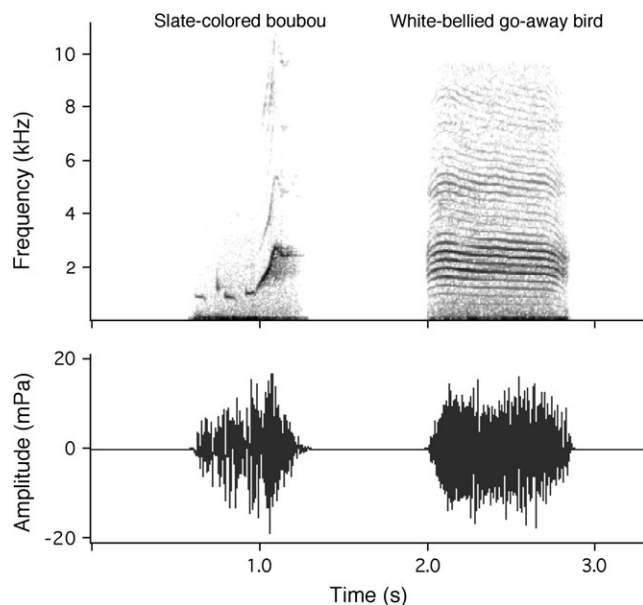 Slate-colored boubou
White-bellied go-away bird
Frequency (kHz)
10
8
6
4
2
Amplitude (mPa)
20
0
-20
1.0
2.0
3.0
Time (s)